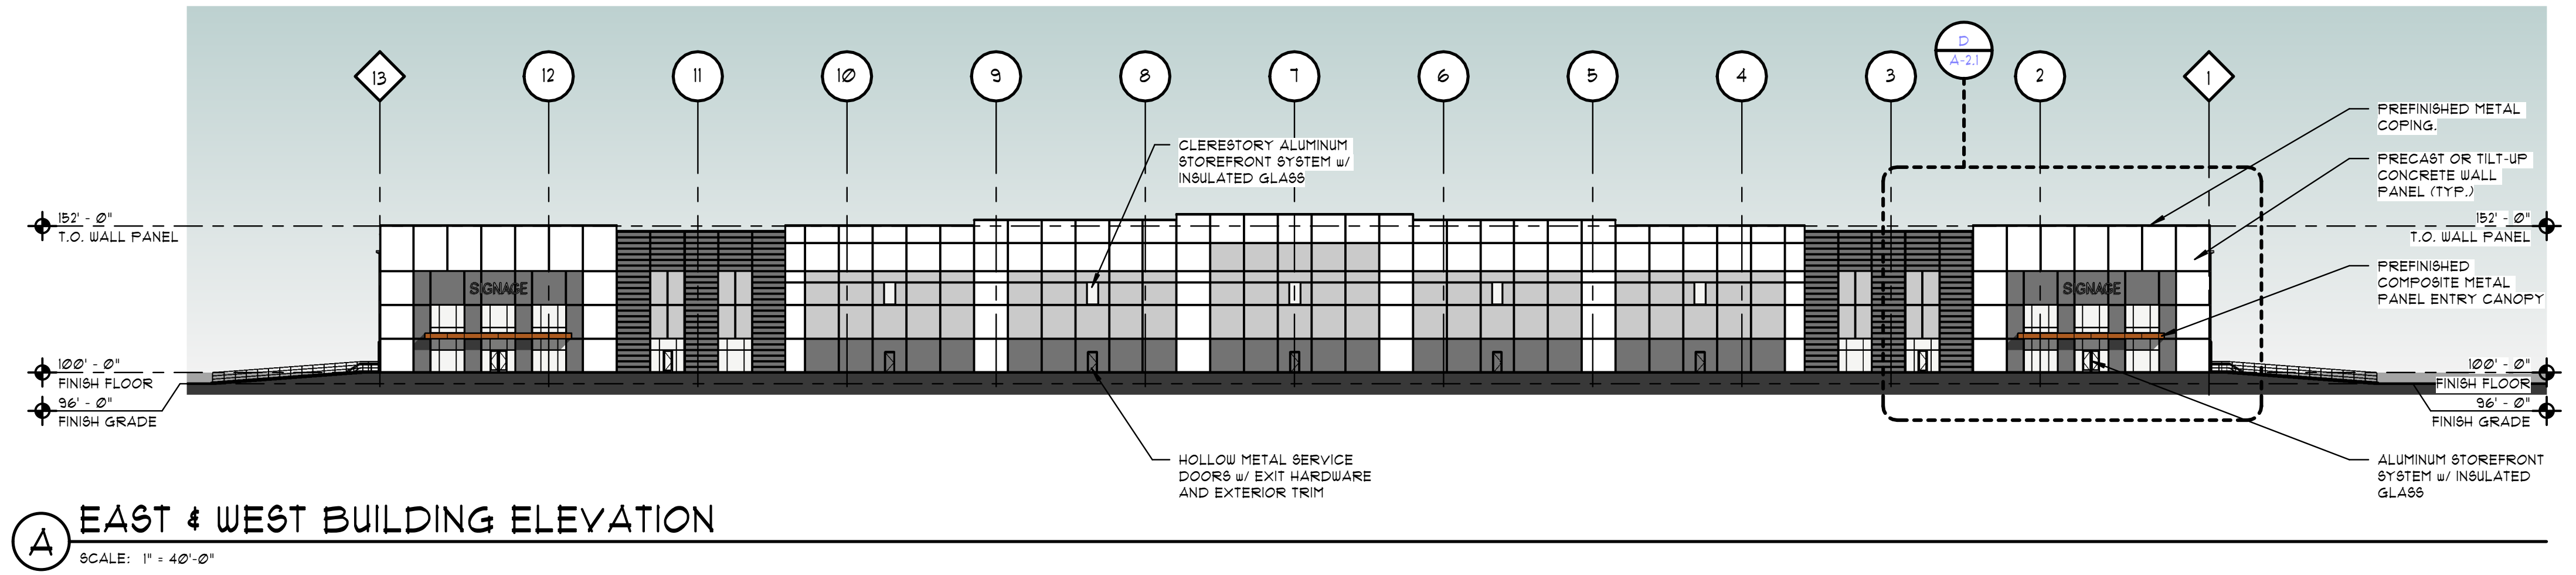 D
A-2.1
13
12
11
10
9
8
7
6
5
4
3
2
1
PREFINISHED METAL
COPING.
CLERESTORY ALUMINUM
STOREFRONT SYSTEM w/
INSULATED GLASS
PRECAST OR TILT-UP
CONCRETE WALL
PANEL (TYP.)
152' - 0"
T.O. WALL PANEL
152' - 0"
T.O. WALL PANEL
PREFINISHED
COMPOSITE METAL
PANEL ENTRY CANOPY
SIGNAGE
SIGNAGE
100' - 0"
FINISH FLOOR
96' - 0"
FINISH GRADE
100' - 0"
FINISH FLOOR
96' - 0"
FINISH GRADE
HOLLOW METAL SERVICE
DOORS w/ EXIT HARDWARE
AND EXTERIOR TRIM
ALUMINUM STOREFRONT
SYSTEM w/ INSULATED
GLASS
A
EAST & WEST BUILDING ELEVATION
SCALE: 1" = 40'-0"